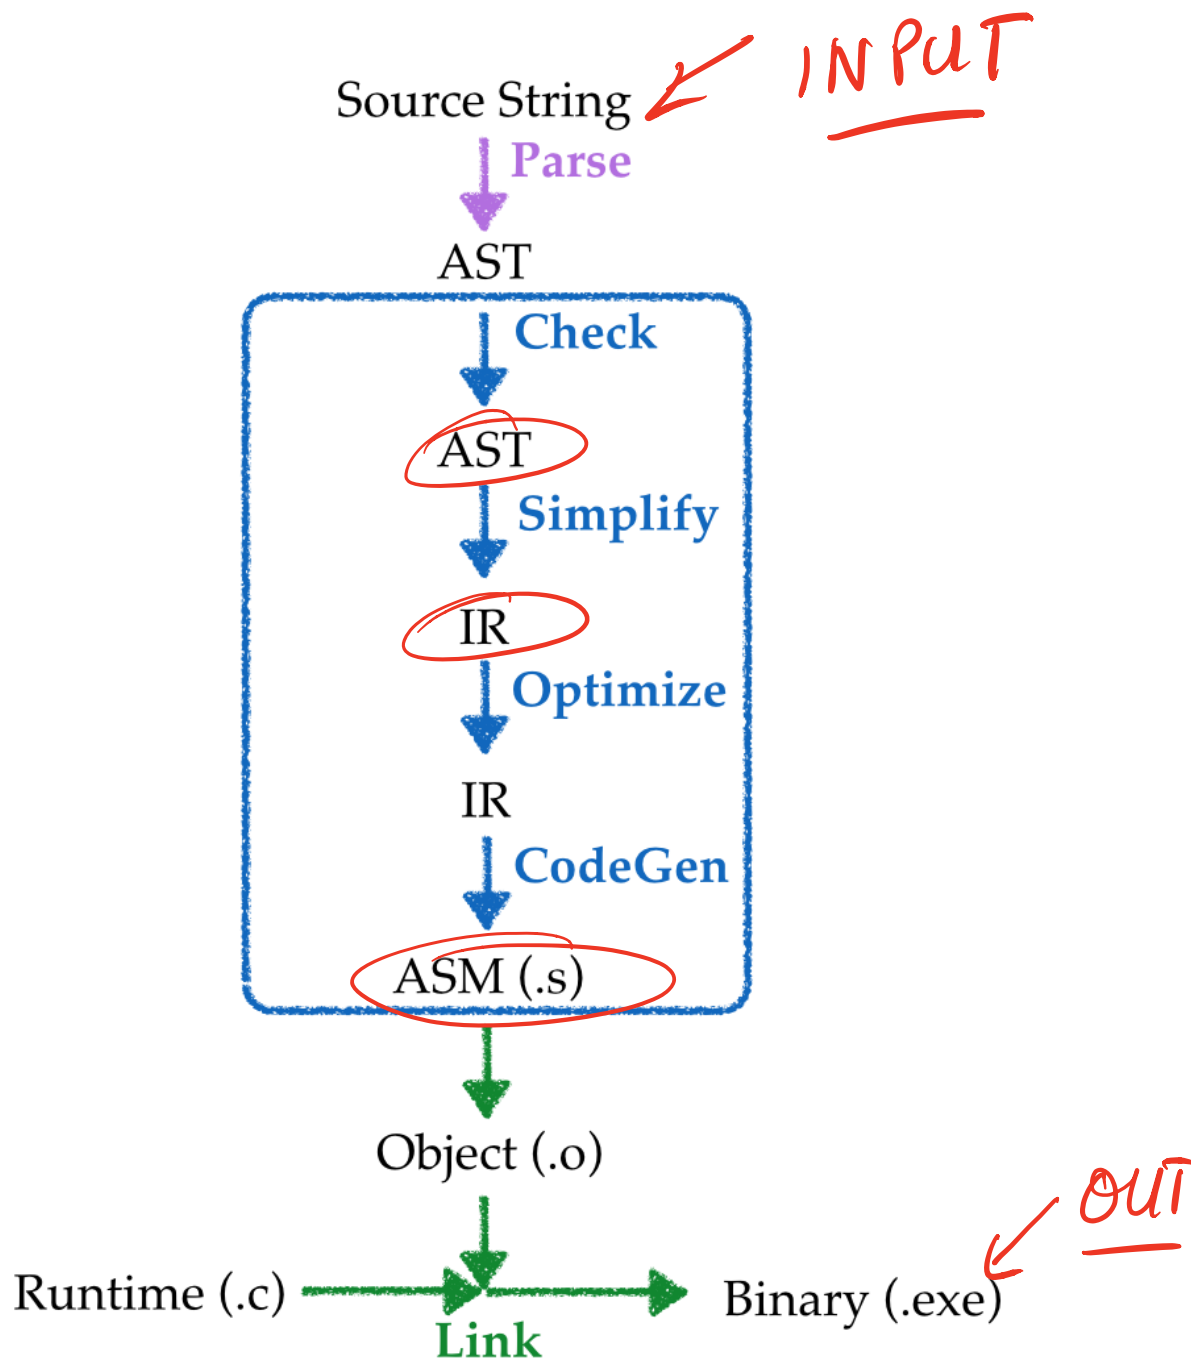 INPUT
Source String
Parse
AST
Check
AST
Simplify
IR
Optimize
IR
CodeGen
ASM (.s)
Object (.o)
OUT
Runtime (.c)
Binary (.exe)
Link